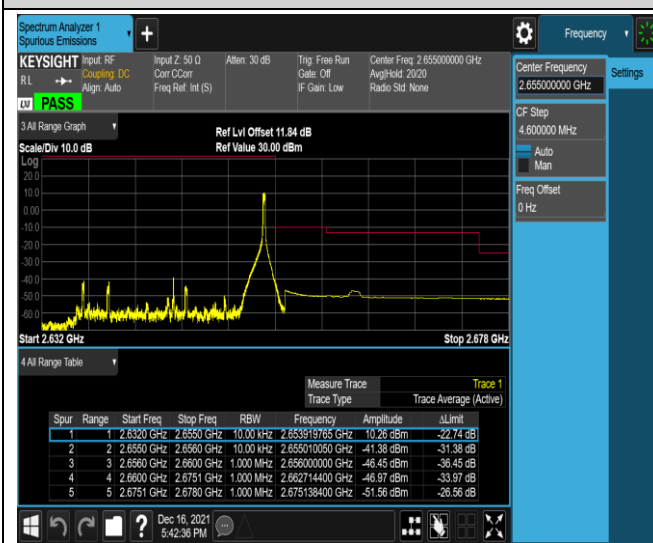 Spectrum Analyzer 1
Spurious Emissions
Frequency
KEYSIGHT Input: RF Input Z: 50 Ω Atten: 30 dB Trig: Free Run Center Freq: 2.655000000 GHz
RL Coupling: DC Corr CCorr Gate: Off Avg|Hold: 20/20
Align: Auto Freq Ref: Int (S) IF Gain: Low Radio Std: None
PASS
Center Frequency
2.655000000 GHz
Settings
CF Step
4.600000 MHz
Auto
Man
Freq Offset
0 Hz
3 All Range Graph
Ref Lvl Offset 11.84 dB
Scale/Div 10.0 dB Ref Value 30.00 dBm
Log
20.0
10.0
0.00
-10.0
-20.0
-30.0
-40.0
-50.0
-60.0
Start 2.632 GHz Stop 2.678 GHz
4 All Range Table
Measure Trace Trace 1
Trace Type Trace Average (Active)
Spur Range Start Freq Stop Freq RBW Frequency Amplitude ΔLimit
1 1 2.6320 GHz 2.6550 GHz 10.00 kHz 2.653919765 GHz 10.26 dBm -22.74 dB
2 2 2.6550 GHz 2.6560 GHz 10.00 kHz 2.655010050 GHz -41.38 dBm -31.38 dB
3 3 2.6560 GHz 2.6600 GHz 1.000 MHz 2.656000000 GHz -46.45 dBm -36.45 dB
4 4 2.6600 GHz 2.6751 GHz 1.000 MHz 2.662714400 GHz -46.97 dBm -33.97 dB
5 5 2.6751 GHz 2.6780 GHz 1.000 MHz 2.675138400 GHz -51.56 dBm -26.56 dB
Dec 16, 2021
5:42:36 PM